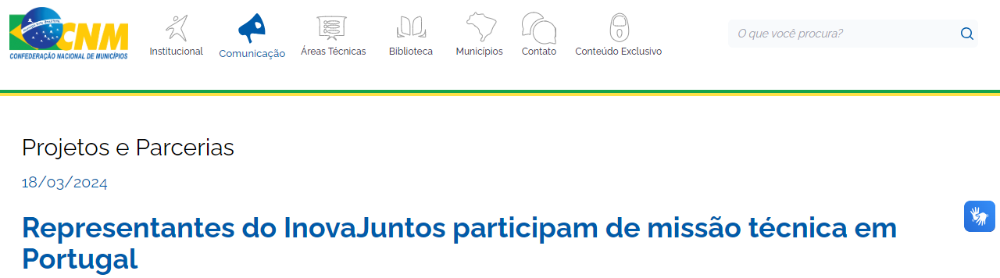 CNM
CONFEDERAÇÃO NACIONAL DE MUNICÍPIOS
Institucional
Comunicação
Áreas Técnicas
Biblioteca
Municípios
Contato
Conteúdo Exclusivo
O que você procura?
Projetos e Parcerias
18/03/2024
Representantes do InovaJuntos participam de missão técnica em
Portugal